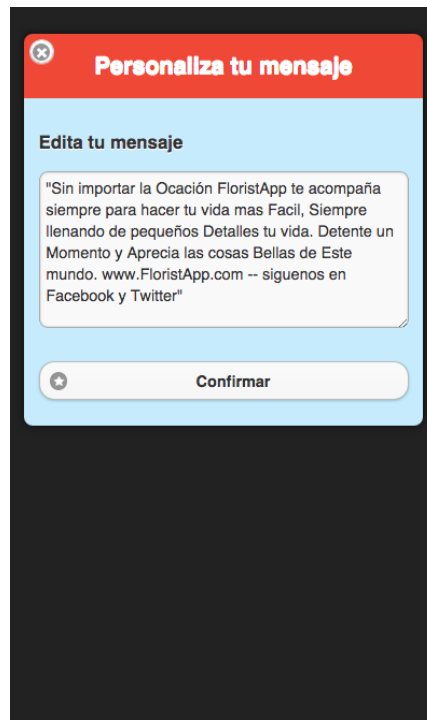 Personaliza tu mensaje
Edita tu mensaje
"Sin importar la Ocación FloristApp te acompaña
siempre para hacer tu vida mas Facil, Siempre
llenando de pequeños Detalles tu vida. Detente un
Momento y Aprecia las cosas Bellas de Este
mundo. www.FloristApp.com -- siguenos en
Facebook y Twitter"
Confirmar